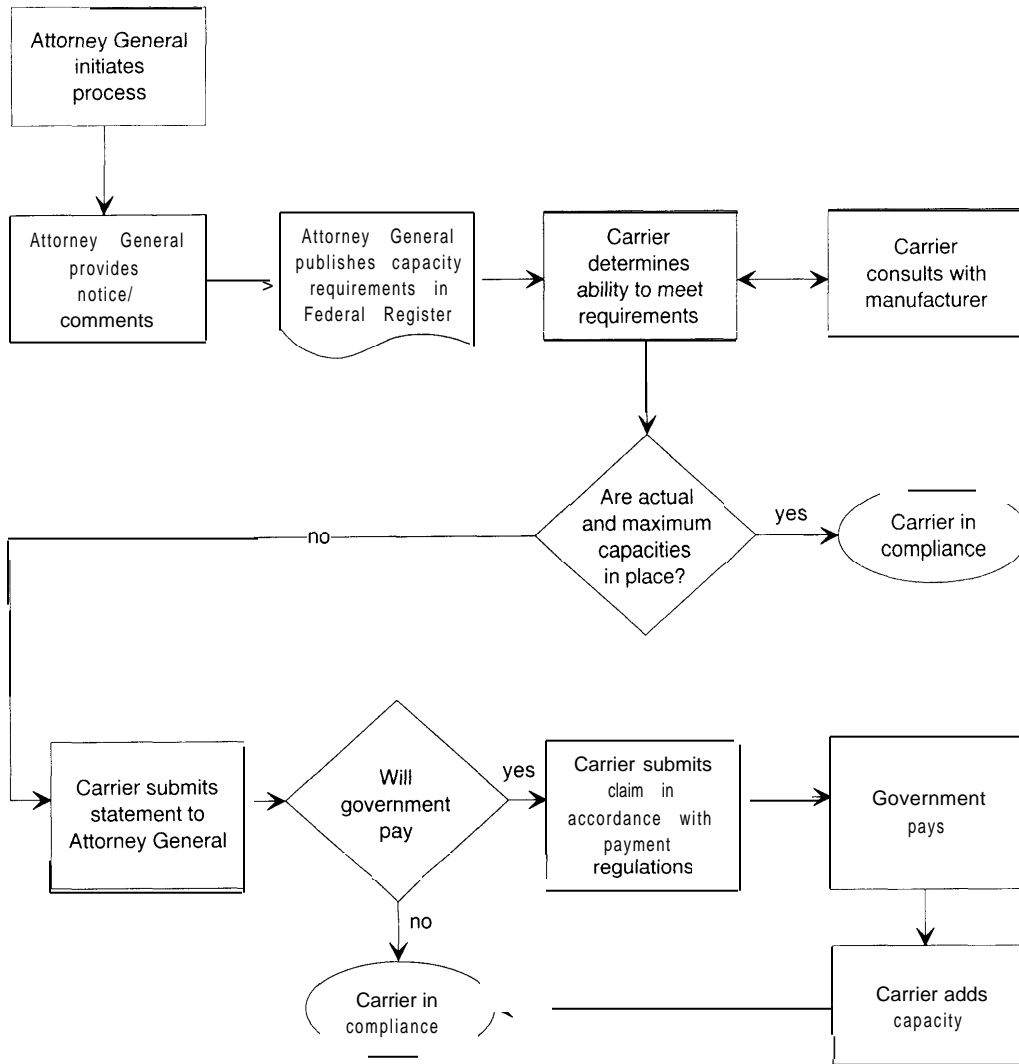 Attorney General
initiates
process
Attorney General
provides
notice/
comments
Attorney General
publishes capacity
requirements in
Federal Register
Carrier
determines
ability to meet
requirements
Carrier
consults with
manufacturer
Are actual
and maximum
capacities
in place?
yes
Carrier in
compliance
no
Carrier submits
statement to
Attorney General
Will
government
pay
yes
Carrier submits
claim in
accordance with
payment
regulations
Government
pays
no
Carrier in
compliance
Carrier adds
capacity